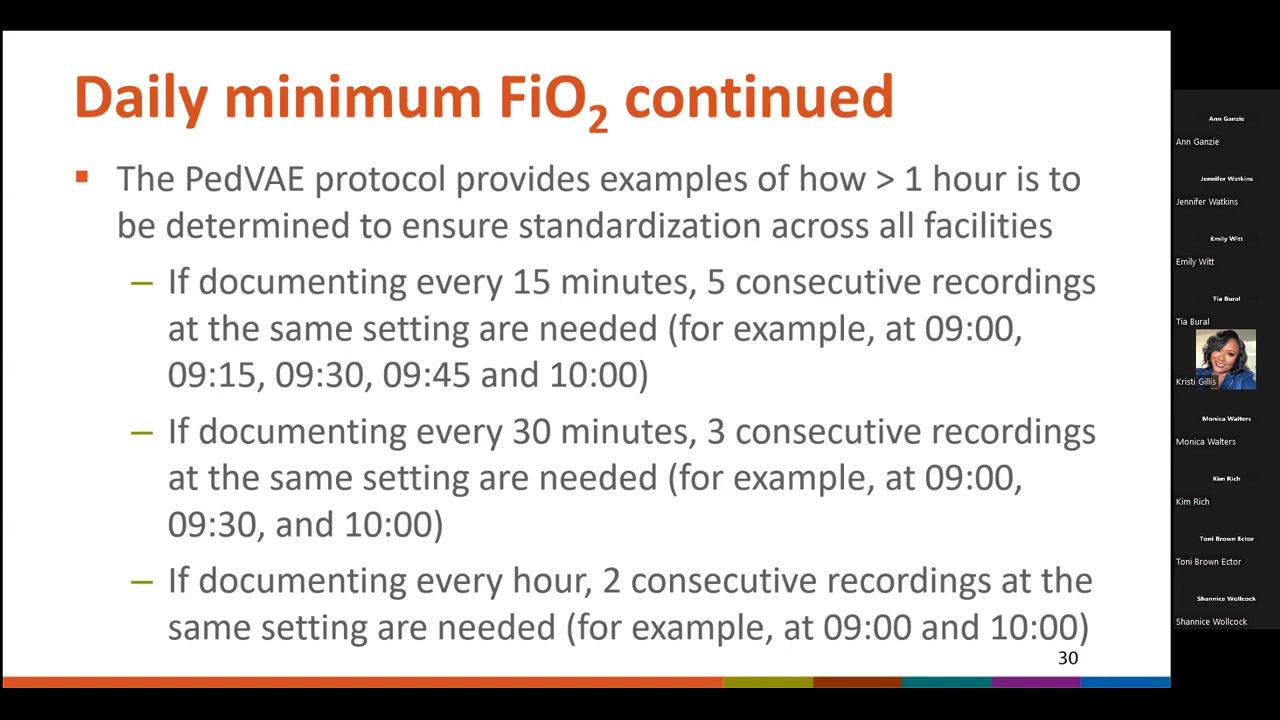 Daily minimum FiO2 continued
▪ The PedVAE protocol provides examples of how > 1 hour is to
be determined to ensure standardization across all facilities
– If documenting every 15 minutes, 5 consecutive recordings
at the same setting are needed (for example, at 09:00,
09:15, 09:30, 09:45 and 10:00)
– If documenting every 30 minutes, 3 consecutive recordings
at the same setting are needed (for example, at 09:00,
09:30, and 10:00)
– If documenting every hour, 2 consecutive recordings at the
same setting are needed (for example, at 09:00 and 10:00)
30
Ann Ganzie
Ann Ganzie
Jennifer Watkins
Jennifer Watkins
Emily Witt
Emily Witt
Tia Bural
Tia Bural
Kristi Gillis
Monica Walters
Monica Walters
Kim Rich
Kim Rich
Toni Brown Ector
Toni Brown Ector
Shannice Wollcock
Shannice Wollcock